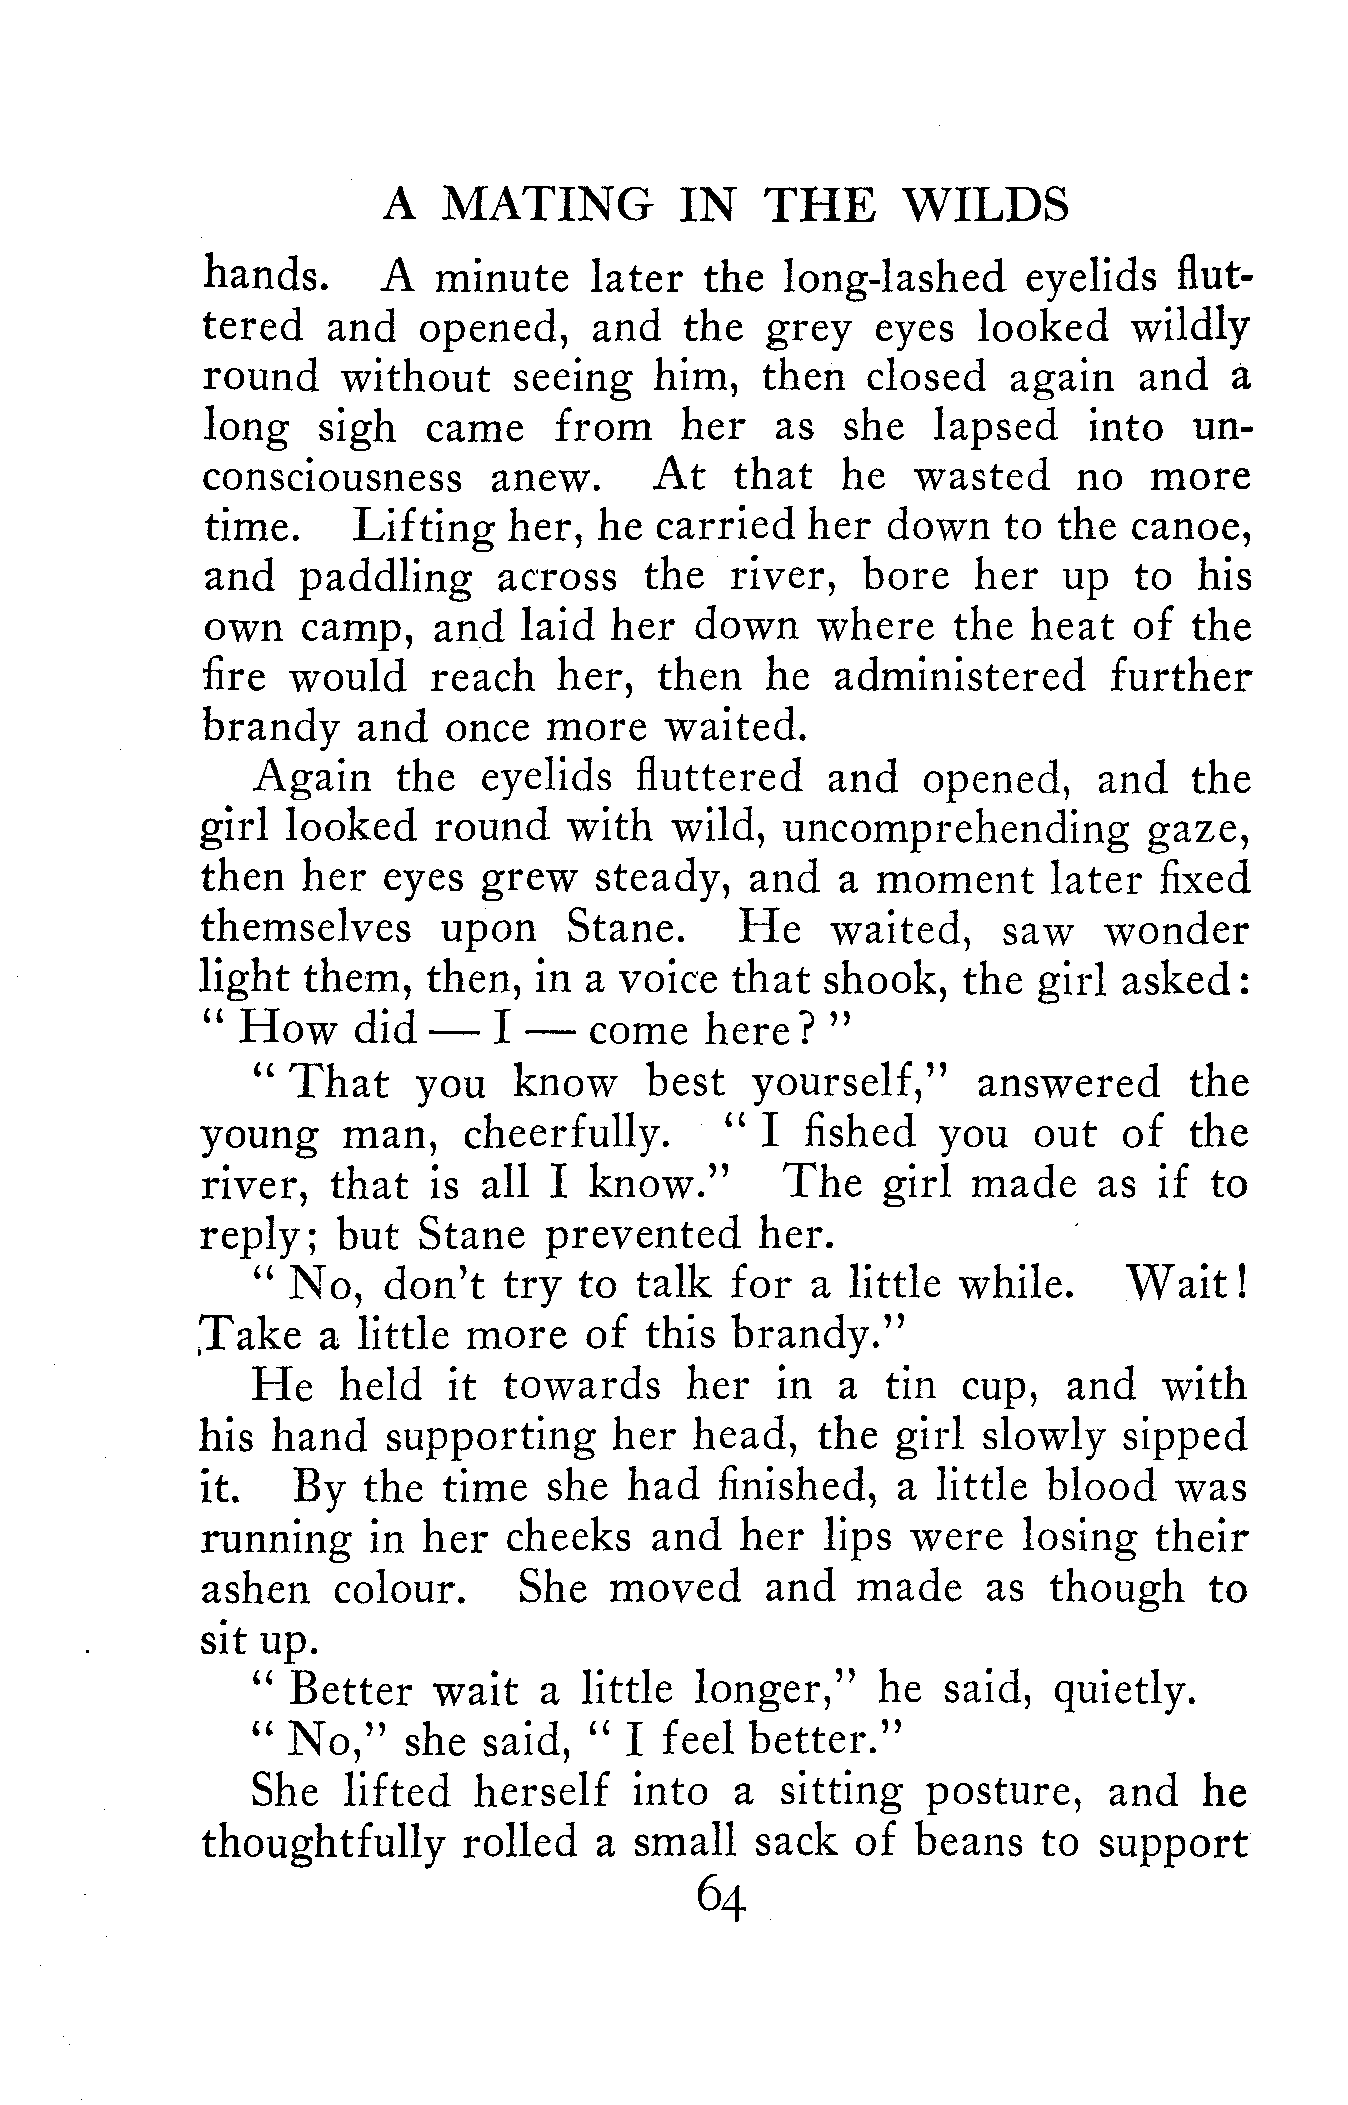 A MATING IN THE WILDS
hands. A minute later the long-lashed eyelids flut-
tered and opened, and the grey eyes looked wildly
round without seeing him, then closed again and a
long sigh came from her as she lapsed into un-
consciousness anew. At that he wasted no more
time. Lifting her, he carried her down to the canoe,
and paddling across the river, bore her up to his
own camp, and laid her down where the heat of the
fire would reach her, then he administered further
brandy and once more waited.
Again the eyelids fluttered and opened, and the
girl looked round with wild, uncomprehending gaze,
then her eyes grew steady, and a moment later fixed
themselves upon Stane. He waited, saw wonder
light them, then, in a voice that shook, the girl asked:
“ How did — I — come here? ”
“ That you know best yourself,” answered the
young man, cheerfully. “ I fished you out of the
river, that is all I know.” The girl made as if to
reply; but Stane prevented her.
“ No, don't try to talk for a little while. Wait!
Take a little more of this brandy.”
He held it towards her in a tin cup, and with
his hand supporting her head, the girl slowly sipped
it. By the time she had finished, a little blood was
running in her cheeks and her lips were losing their
ashen colour. She moved and made as though to
sit up.
“ Better wait a little longer,” he said, quietly.
“ No,” she said, “ I feel better.”
She lifted herself into a sitting posture, and he
thoughtfully rolled a small sack of beans to support
64